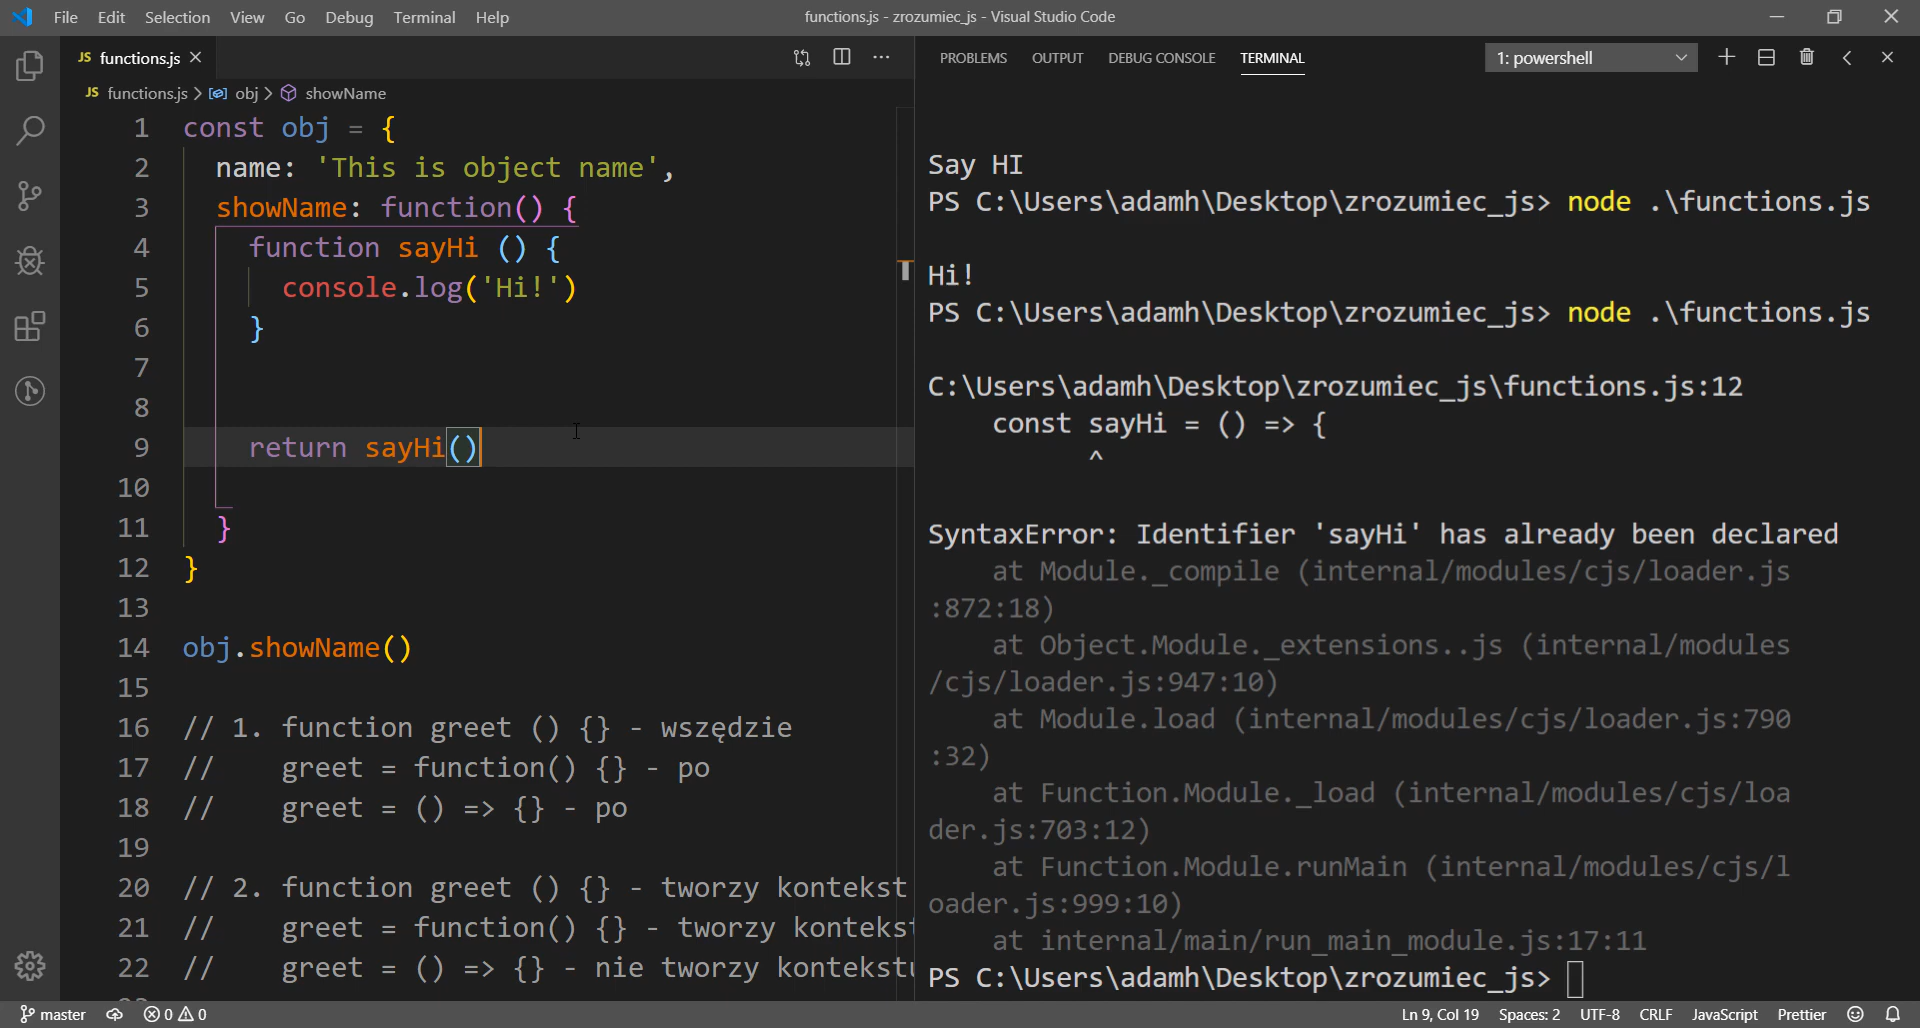 File Edit Selection View Go Debug Terminal Help
functions.js - zrozumiec_js - Visual Studio Code
JS functions.js
JS functions.js > obj > showName
1 const obj = {
2 name: 'This is object name',
3 showName: function() {
4 function sayHi () {
5 console.log('Hi!')
6 }
7
8
9 return sayHi()
10
11 }
12 }
13
14 obj.showName()
15
16 // 1. function greet () {} - wszędzie
17 // greet = function() {} - po
18 // greet = () => {} - po
19
20 // 2. function greet () {} - tworzy kontekst
21 // greet = function() {} - tworzy kontekst
22 // greet = () => {} - nie tworzy kontekstu
PROBLEMS OUTPUT DEBUG CONSOLE TERMINAL
1: powershell
Say HI
PS C:\Users\adamh\Desktop\zrozumiec_js> node .\functions.js
Hi!
PS C:\Users\adamh\Desktop\zrozumiec_js> node .\functions.js
C:\Users\adamh\Desktop\zrozumiec_js\functions.js:12
const sayHi = () => {
^
SyntaxError: Identifier 'sayHi' has already been declared
at Module._compile (internal/modules/cjs/loader.js
:872:18)
at Object.Module._extensions..js (internal/modules
/cjs/loader.js:947:10)
at Module.load (internal/modules/cjs/loader.js:790
:32)
at Function.Module._load (internal/modules/cjs/loa
der.js:703:12)
at Function.Module.runMain (internal/modules/cjs/l
oader.js:999:10)
at internal/main/run_main_module.js:17:11
PS C:\Users\adamh\Desktop\zrozumiec_js>
master 0 0
Ln 9, Col 19 Spaces: 2 UTF-8 CRLF JavaScript Prettier